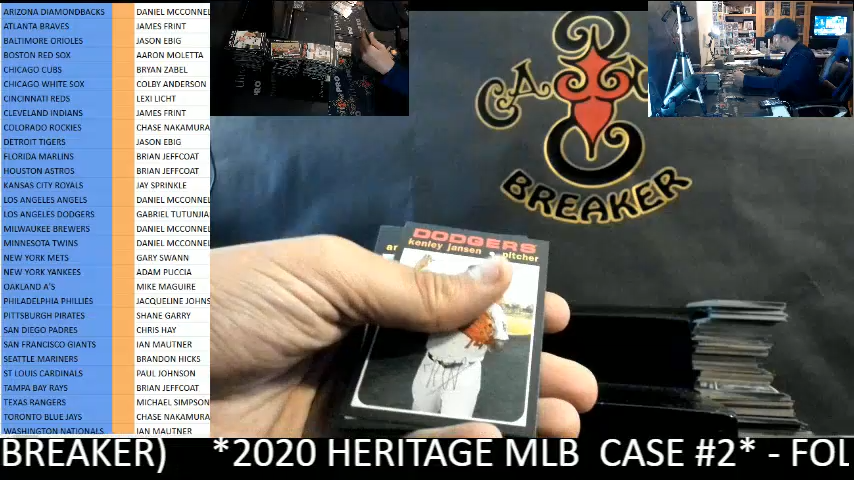 ARIZONA DIAMONDBACKS DANIEL MCCONNEL
ATLANTA BRAVES JAMES FRINT
BALTIMORE ORIOLES JASON EBIG
BOSTON RED SOX AARON MOLETTA
CHICAGO CUBS BRYAN ZABEL
CHICAGO WHITE SOX COLBY ANDERSON
CINCINNATI REDS LEXI LICHT
CLEVELAND INDIANS JAMES FRINT
COLORADO ROCKIES CHASE NAKAMURA
DETROIT TIGERS JASON EBIG
FLORIDA MARLINS BRIAN JEFFCOAT
HOUSTON ASTROS BRIAN JEFFCOAT
KANSAS CITY ROYALS JAY SPRINKLE
LOS ANGELES ANGELS DANIEL MCCONNEL
LOS ANGELES DODGERS GABRIEL TUTUNJIA
MILWAUKEE BREWERS DANIEL MCCONNEL
MINNESOTA TWINS DANIEL MCCONNEL
NEW YORK METS GARY SWANN
NEW YORK YANKEES ADAM PUCCIA
OAKLAND A'S MIKE MAGUIRE
PHILADELPHIA PHILLIES JACQUELINE JOHNS
PITTSBURGH PIRATES SHANE GARRY
SAN DIEGO PADRES CHRIS HAY
SAN FRANCISCO GIANTS IAN MAUTNER
SEATTLE MARINERS BRANDON HICKS
ST LOUIS CARDINALS PAUL JOHNSON
TAMPA BAY RAYS BRIAN JEFFCOAT
TEXAS RANGERS MICHAEL SIMPSON
TORONTO BLUE JAYS CHASE NAKAMURA
WASHINGTON NATIONALS IAN MAUTNER
BREAKER
DODGERS
ar kenley jansen pitcher
BREAKER) *2020 HERITAGE MLB CASE #2* - FOL